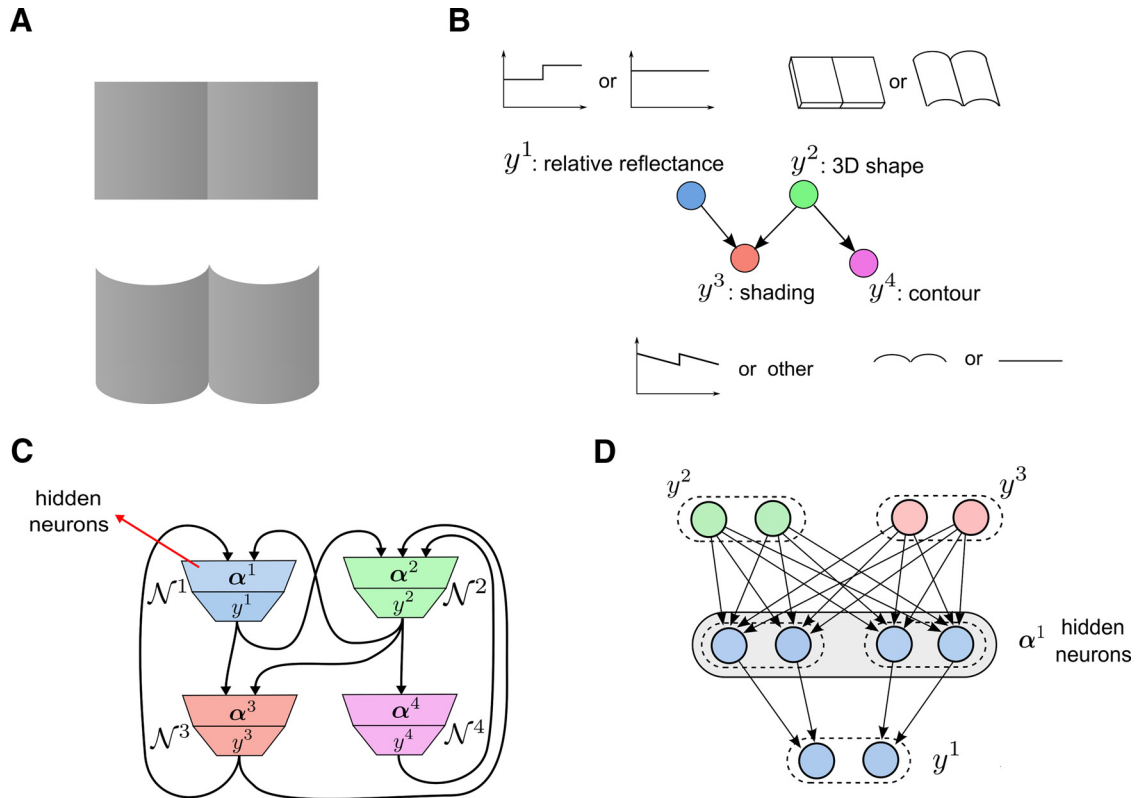 A
B
or
or
y¹: relative reflectance
y²: 3D shape
y³: shading
y⁴: contour
or other
or
C
hidden
neurons
𝒩¹
α¹
y¹
α²
y²
𝒩²
𝒩³
α³
y³
α⁴
y⁴
𝒩⁴
D
y²
y³
α¹ hidden
neurons
y¹